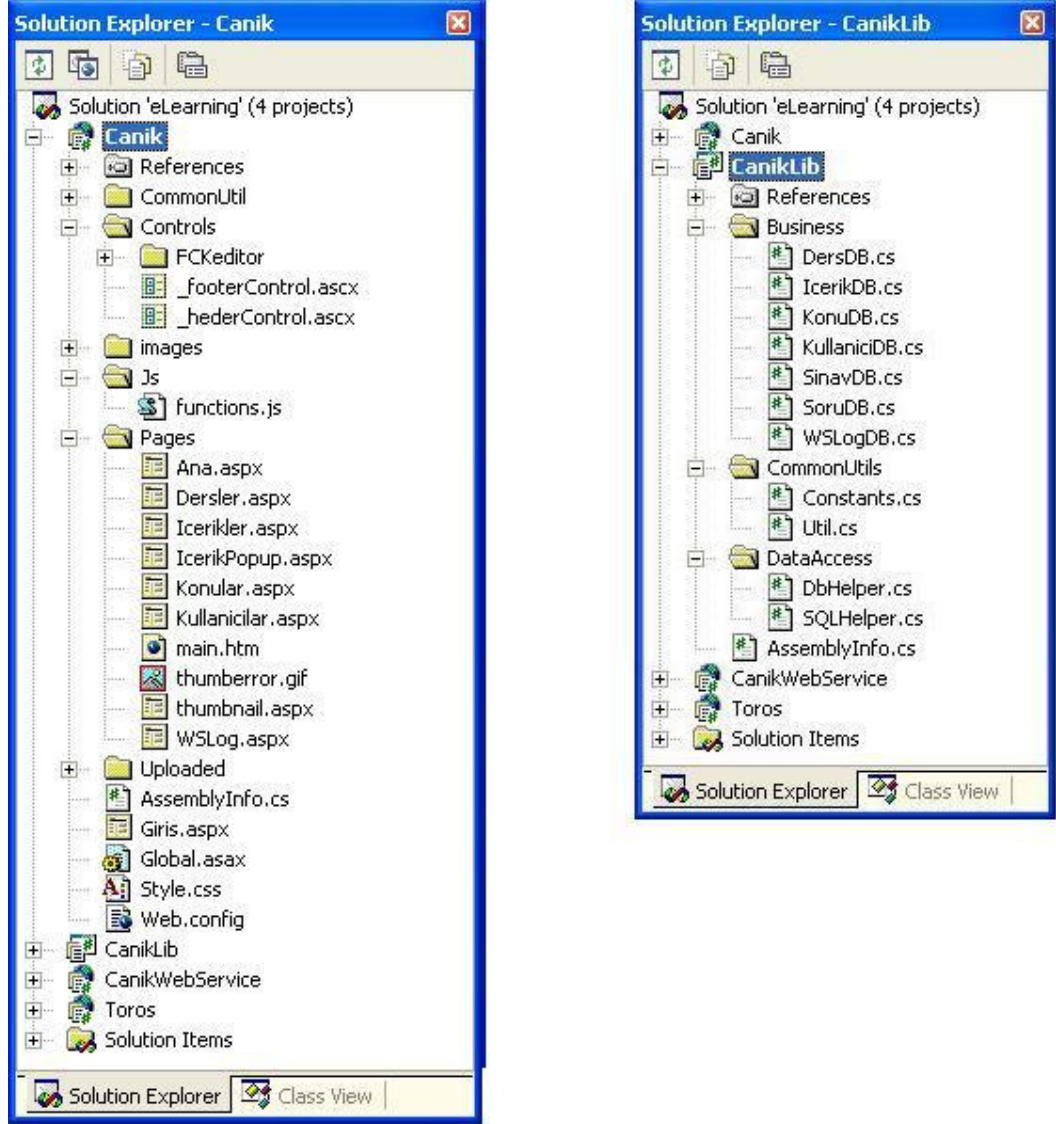 Solution Explorer - Canik
Solution 'eLearning' (4 projects)
Canik
References
CommonUtil
Controls
FCKeditor
_footerControl.ascx
_hederControl.ascx
images
Js
functions.js
Pages
Ana.aspx
Dersler.aspx
Icerikler.aspx
IcerikPopup.aspx
Konular.aspx
Kullanicilar.aspx
main.htm
thumberror.gif
thumbnail.aspx
WSLog.aspx
Uploaded
AssemblyInfo.cs
Giris.aspx
Global.asax
Style.css
Web.config
CanikLib
CanikWebService
Toros
Solution Items
Solution Explorer Class View
Solution Explorer - CanikLib
Solution 'eLearning' (4 projects)
Canik
CanikLib
References
Business
DersDB.cs
IcerikDB.cs
KonuDB.cs
KullaniciDB.cs
SinavDB.cs
SoruDB.cs
WSLogDB.cs
CommonUtils
Constants.cs
Util.cs
DataAccess
DbHelper.cs
SQLHelper.cs
AssemblyInfo.cs
CanikWebService
Toros
Solution Items
Solution Explorer Class View